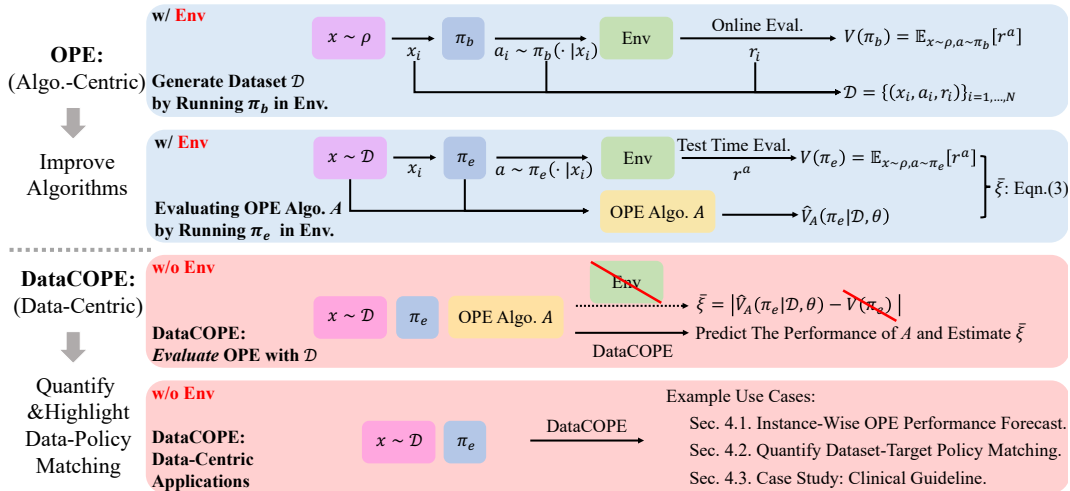 OPE:
(Algo.-Centric)
Improve
Algorithms
DataCOPE:
(Data-Centric)
Quantify
&Highlight
Data-Policy
Matching
w/ Env
x ~ ρ
x_i
π_b
a_i ~ π_b(· |x_i)
Env
Online Eval.
r_i
V(π_b) = 𝔼_{x~ρ,a~π_b}[r^a]
Generate Dataset 𝒟
by Running π_b in Env.
𝒟 = {(x_i, a_i, r_i)}_{i=1,...,N}
w/ Env
x ~ 𝒟
x_i
π_e
a ~ π_e(· |x_i)
Env
Test Time Eval.
r^a
V(π_e) = 𝔼_{x~ρ,a~π_e}[r^a]
ξ̄: Eqn.(3)
Evaluating OPE Algo. A
by Running π_e in Env.
OPE Algo. A
V̂_A(π_e|𝒟, θ)
w/o Env
Env
x ~ 𝒟
π_e
OPE Algo. A
ξ̄ = |V̂_A(π_e|𝒟, θ) − V(π_e) |
DataCOPE:
Evaluate OPE with 𝒟
DataCOPE
Predict The Performance of A and Estimate ξ̄
w/o Env
DataCOPE:
Data-Centric
Applications
x ~ 𝒟
π_e
DataCOPE
Example Use Cases:
Sec. 4.1. Instance-Wise OPE Performance Forecast.
Sec. 4.2. Quantify Dataset-Target Policy Matching.
Sec. 4.3. Case Study: Clinical Guideline.